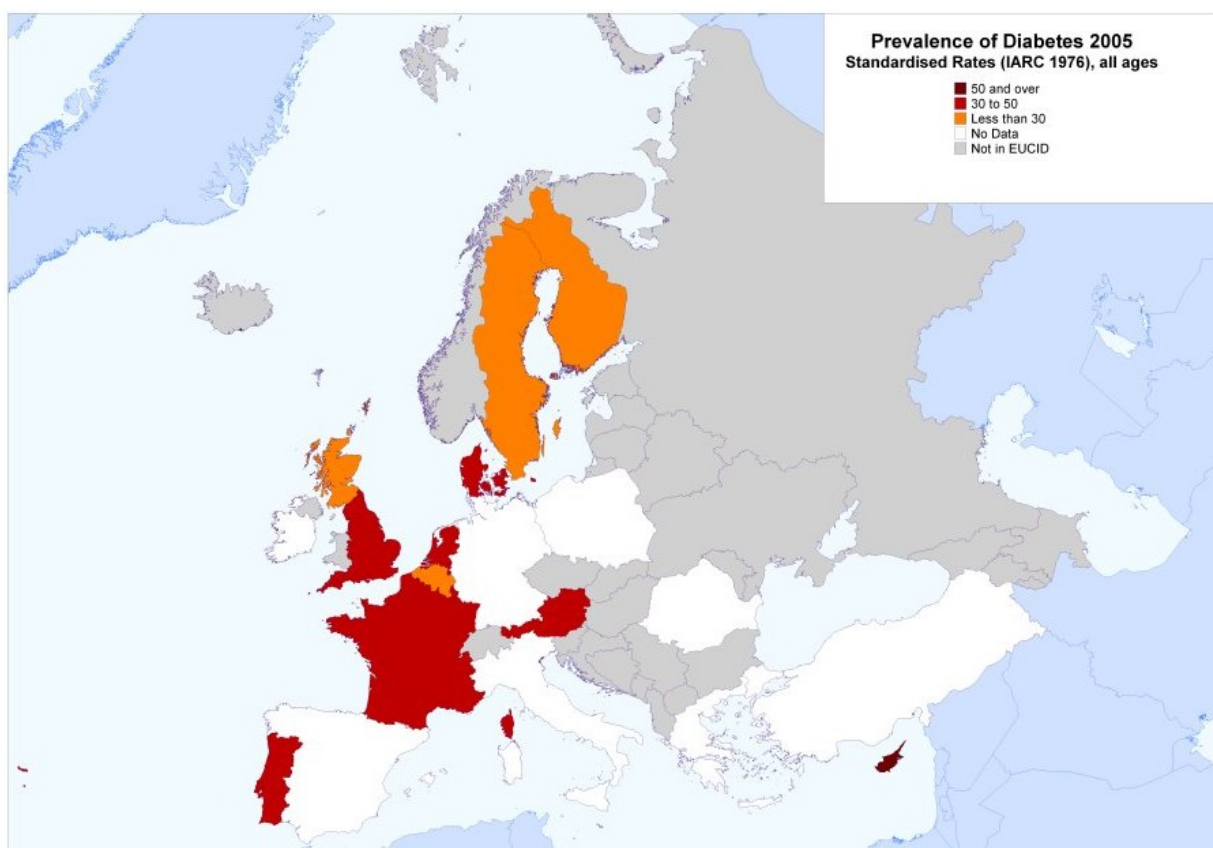 Prevalence of Diabetes 2005
Standardised Rates (IARC 1976), all ages
50 and over
30 to 50
Less than 30
No Data
Not in EUCID